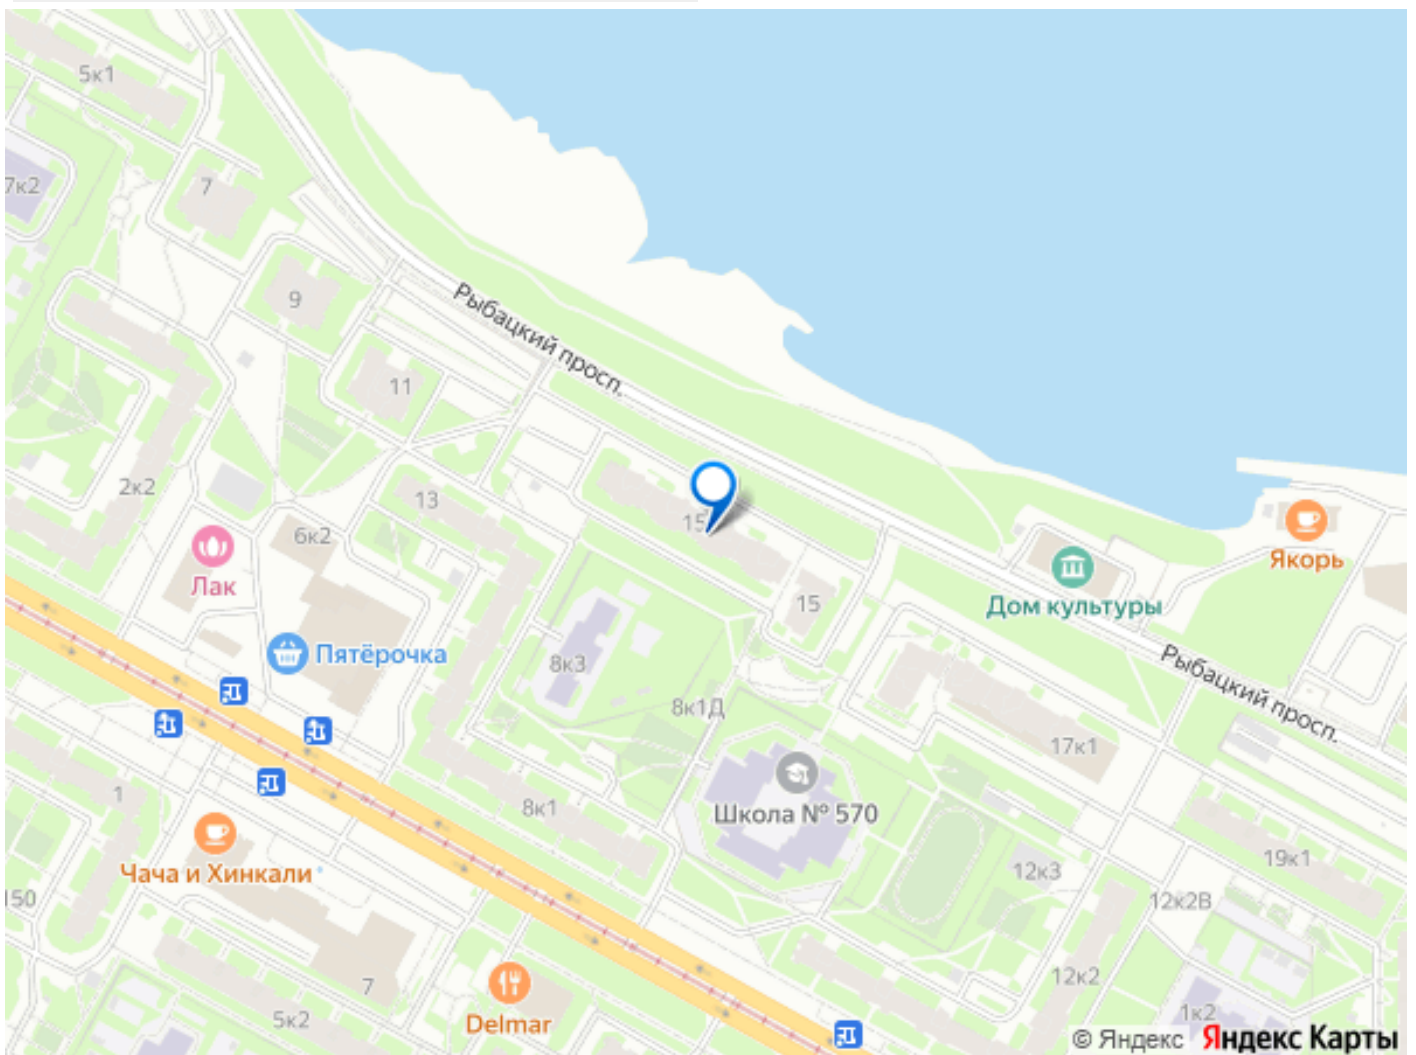 5к1
7к2
7
9
Рыбацкий просп.
11
2к2
13
15
6к2
Лак
Якорь
Дом культуры
15
Пятёрочка
8к3
Рыбацкий просп.
8к1Д
17к1
1
8к1
Школа № 570
Чача и Хинкали
12к3
19к1
150
12к2В
7
12к2
5к2
Delmar
1к2
© Яндекс Яндекс Карты